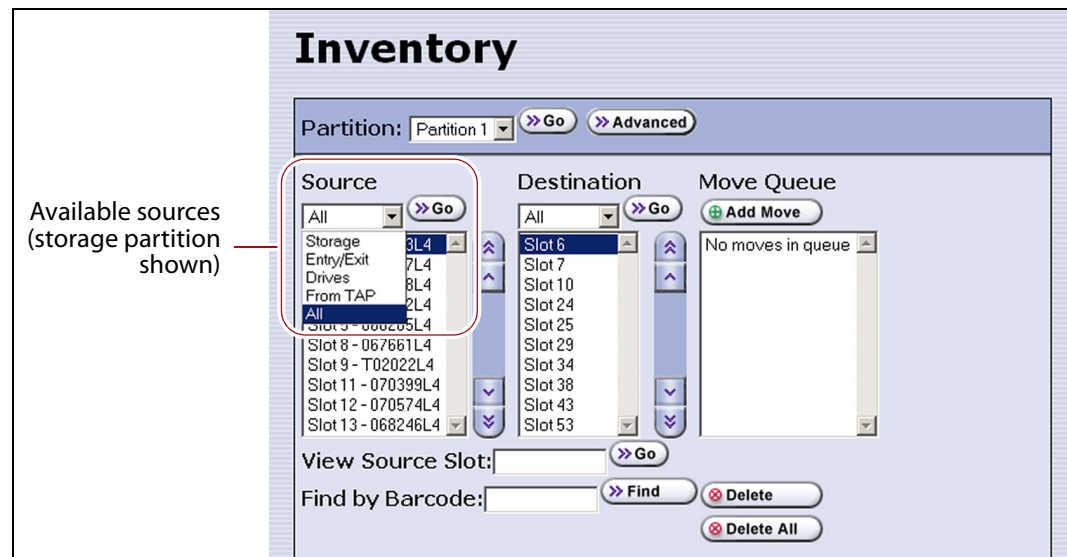 Inventory
Partition: Partition 1 Go Advanced
Available sources
(storage partition
shown)
Source
All Go
Storage
Entry/Exit
Drives
From TAP
All
3L4
7L4
8L4
2L4
Slot 8 - 067661L4
Slot 9 - T02022L4
Slot 11 - 070399L4
Slot 12 - 070574L4
Slot 13 - 068246L4
Destination
All Go
Slot 6
Slot 7
Slot 10
Slot 24
Slot 25
Slot 29
Slot 34
Slot 38
Slot 43
Slot 53
Move Queue
Add Move
No moves in queue
View Source Slot: Go
Find by Barcode: Find
Delete
Delete All